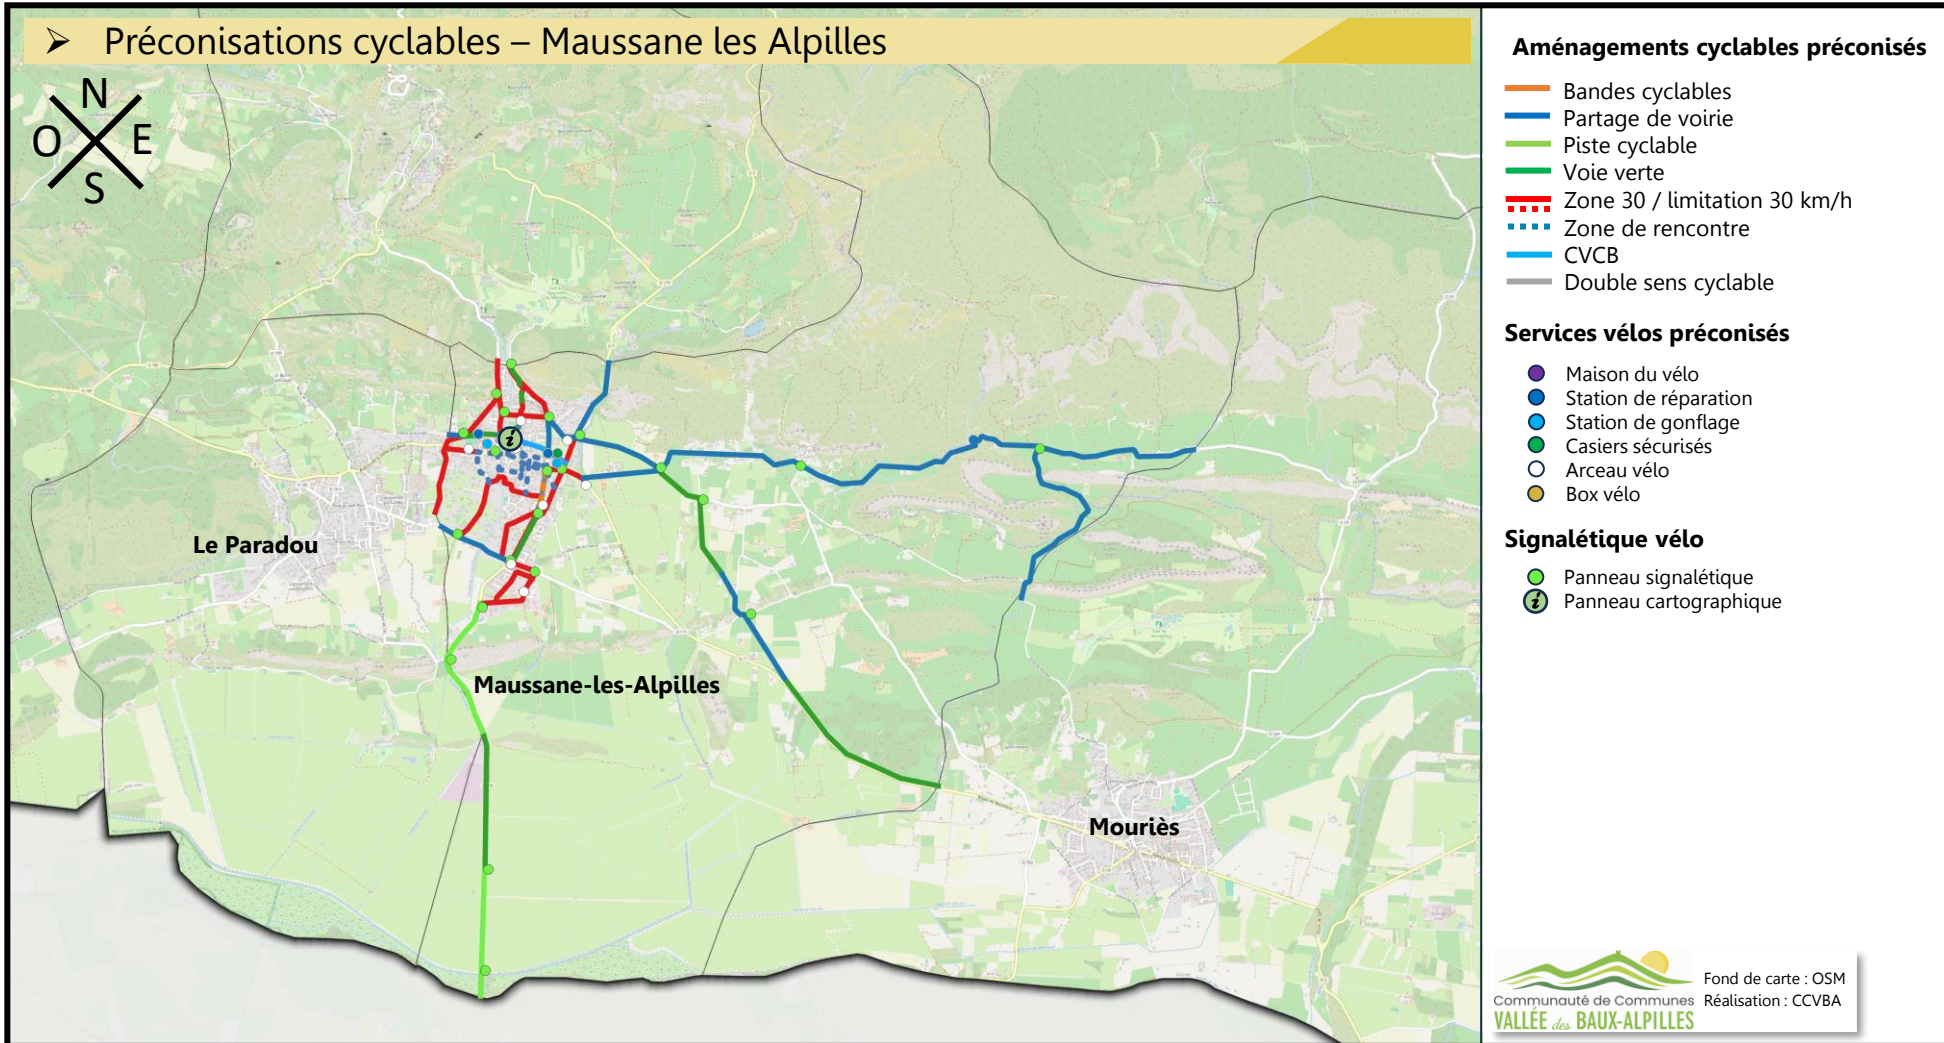 ➢ Préconisations cyclables – Maussane les Alpilles
N
O E
S
Le Paradou
Maussane-les-Alpilles
Mouriès
Aménagements cyclables préconisés
Bandes cyclables
Partage de voirie
Piste cyclable
Voie verte
Zone 30 / limitation 30 km/h
Zone de rencontre
CVCB
Double sens cyclable
Services vélos préconisés
Maison du vélo
Station de réparation
Station de gonflage
Casiers sécurisés
Arceau vélo
Box vélo
Signalétique vélo
Panneau signalétique
i Panneau cartographique
Communauté de Communes
VALLÉE des BAUX-ALPILLES
Fond de carte : OSM
Réalisation : CCVBA